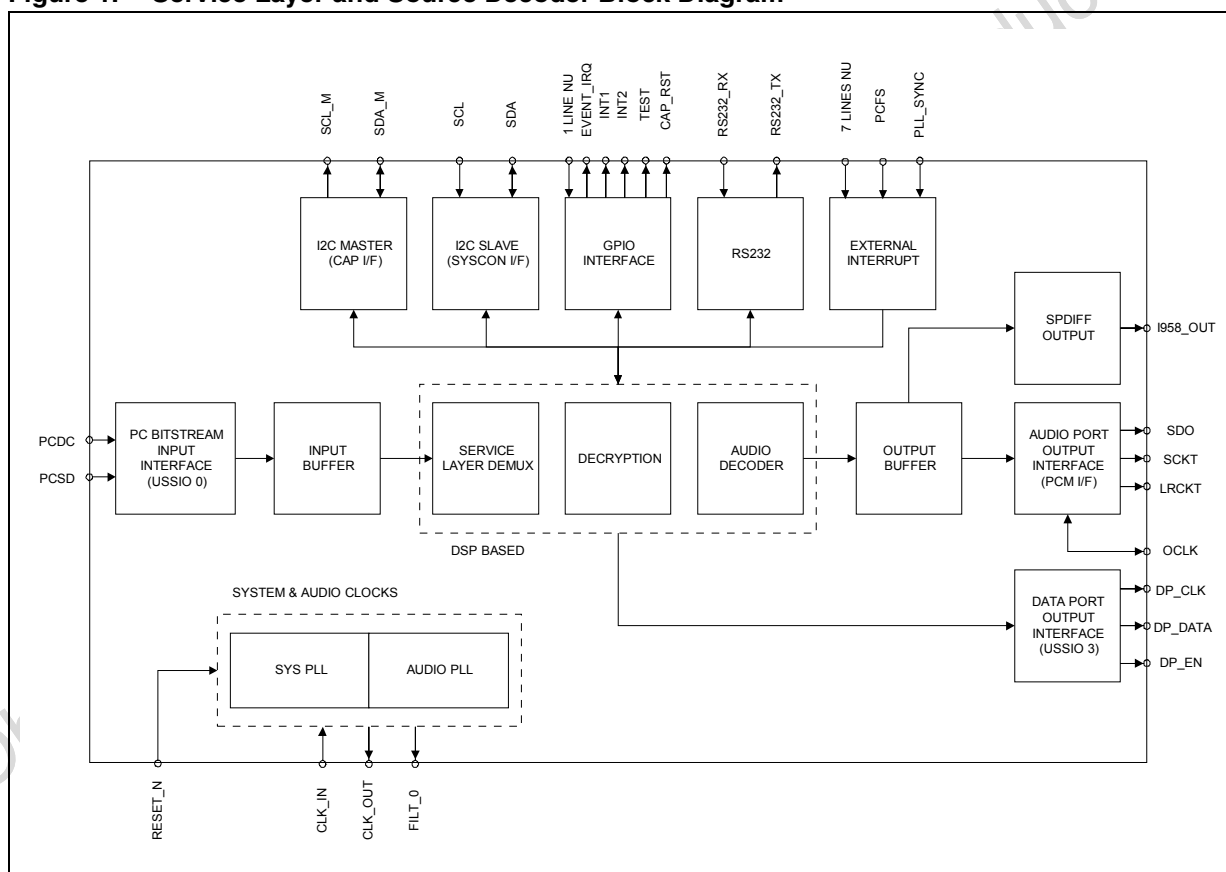 Service Layer and Source Decoder Block Diagram
SCL_M
SDA_M
SCL
SDA
1 LINE NU
EVENT_IRQ
INT1
INT2
TEST
CAP_RST
RS232_RX
RS232_TX
7 LINES NU
PCFS
PLL_SYNC
I2C MASTER
(CAP I/F)
I2C SLAVE
(SYSCON I/F)
GPIO
INTERFACE
RS232
EXTERNAL
INTERRUPT
SPDIFF
OUTPUT
I958_OUT
PCDC
PCSD
PC BITSTREAM
INPUT
INTERFACE
(USSIO 0)
INPUT
BUFFER
SERVICE
LAYER DEMUX
DECRYPTION
AUDIO
DECODER
OUTPUT
BUFFER
AUDIO PORT
OUTPUT
INTERFACE
(PCM I/F)
SDO
SCKT
LRCKT
OCLK
DSP BASED
SYSTEM & AUDIO CLOCKS
SYS PLL
AUDIO PLL
DATA PORT
OUTPUT
INTERFACE
(USSIO 3)
DP_CLK
DP_DATA
DP_EN
RESET_N
CLK_IN
CLK_OUT
FILT_0